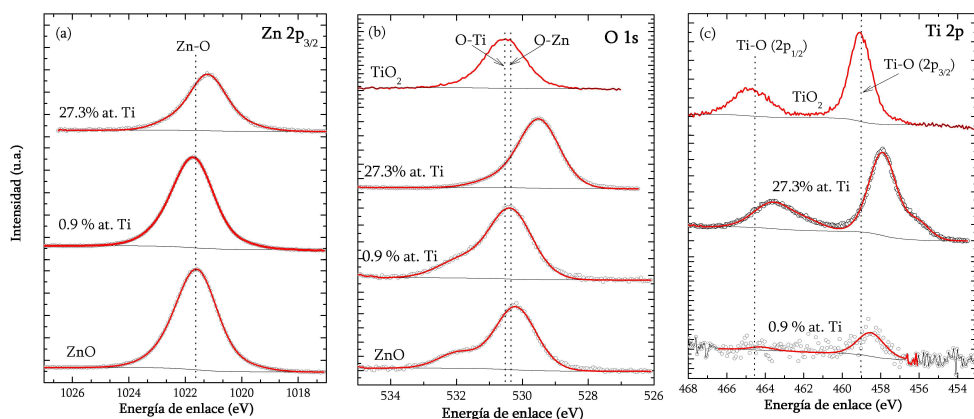 (a)
Zn 2p3/2
Zn-O
27.3% at. Ti
0.9 % at. Ti
ZnO
Intensidad (u.a.)
1026 1024 1022 1020 1018
Energía de enlace (eV)
(b)
O 1s
O-Ti
O-Zn
TiO2
27.3% at. Ti
0.9 % at. Ti
ZnO
534 532 530 528 526
Energía de enlace (eV)
(c)
Ti 2p
Ti-O (2p1/2)
Ti-O (2p3/2)
TiO2
27.3% at. Ti
0.9 % at. Ti
468 466 464 462 460 458 456 454
Energía de enlace (eV)